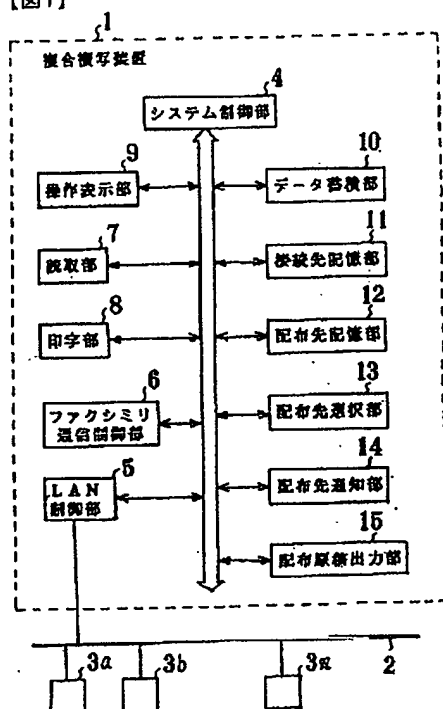 【図1】
1
複合複写装置
4
システム制御部
9
操作表示部
10
データ蓄積部
7
読取部
11
接続先記憶部
8
印字部
12
配布先記憶部
6
ファクシミリ
通信制御部
13
配布先選択部
5
LAN
制御部
14
配布先通知部
15
配布原稿出力部
3a
3b
3n
2